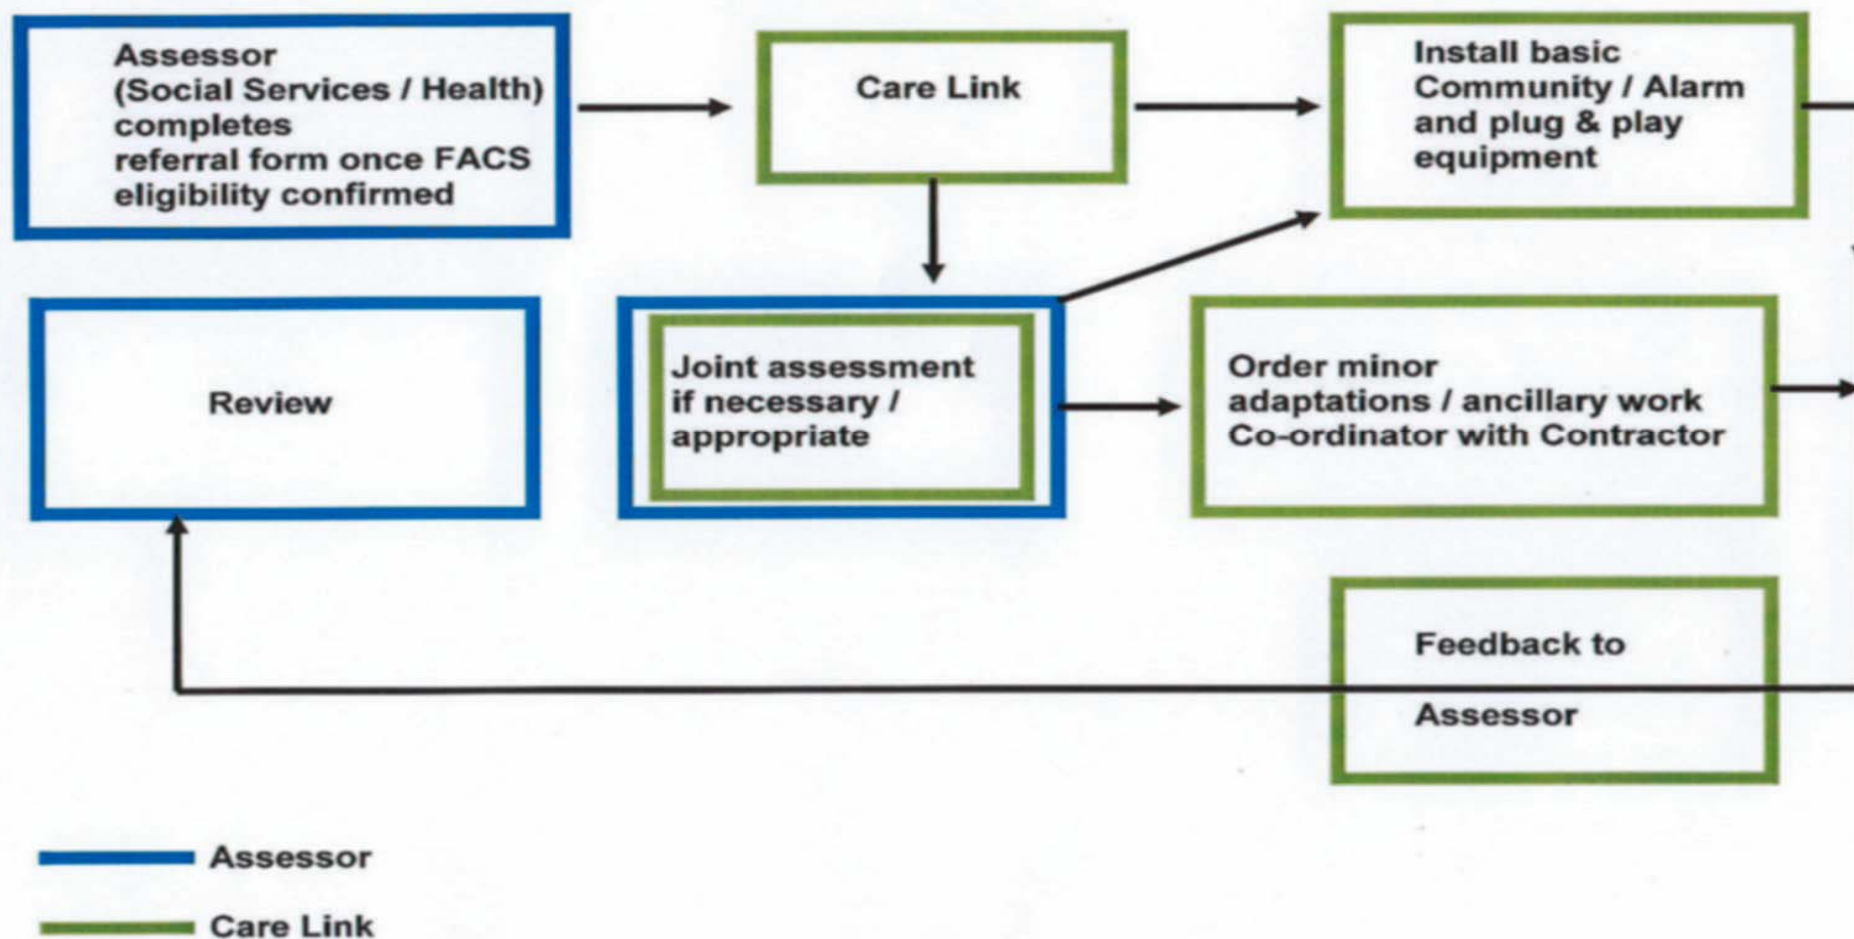 Assessor
(Social Services / Health)
completes
referral form once FACS
eligibility confirmed
Care Link
Install basic
Community / Alarm
and plug & play
equipment
Review
Joint assessment
if necessary /
appropriate
Order minor
adaptations / ancillary work
Co-ordinator with Contractor
Feedback to
Assessor
Assessor
Care Link